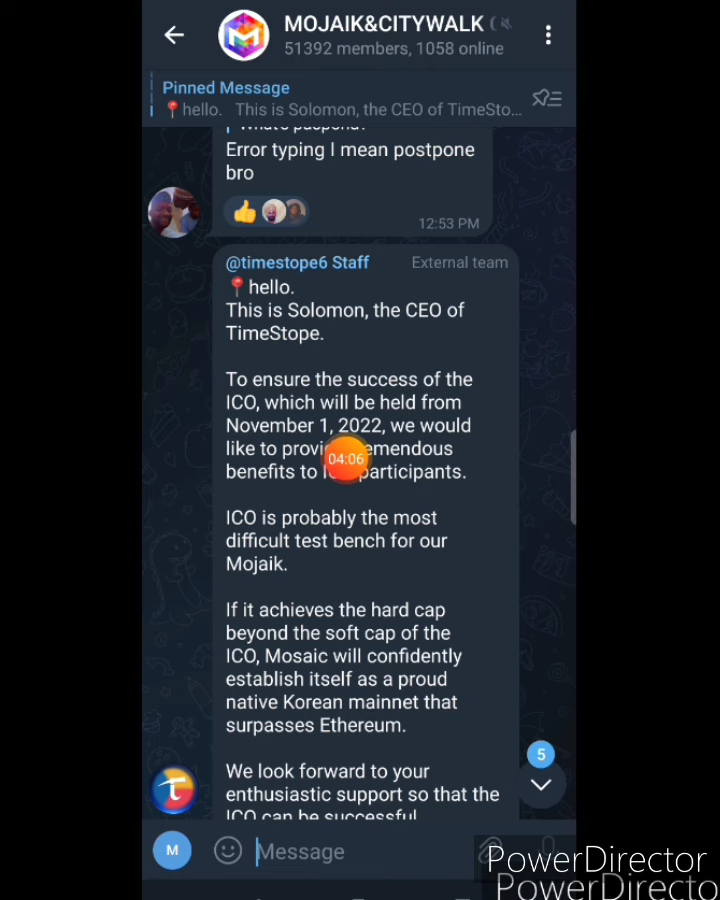 MOJAIK&CITYWALK
51392 members, 1058 online
Pinned Message
📍hello. This is Solomon, the CEO of TimeSto...
Error typing I mean postpone
bro
12:53 PM
@timestope6 Staff External team
📍hello.
This is Solomon, the CEO of
TimeStope.
To ensure the success of the
ICO, which will be held from
November 1, 2022, we would
like to
04:06
benefits to participants.
ICO is probably the most
difficult test bench for our
Mojaik.
If it achieves the hard cap
beyond the soft cap of the
ICO, Mosaic will confidently
establish itself as a proud
native Korean mainnet that
surpasses Ethereum.
We look forward to your
enthusiastic support so that the
ICO can be successful
5
M
Message
PowerDirector
PowerDirecto